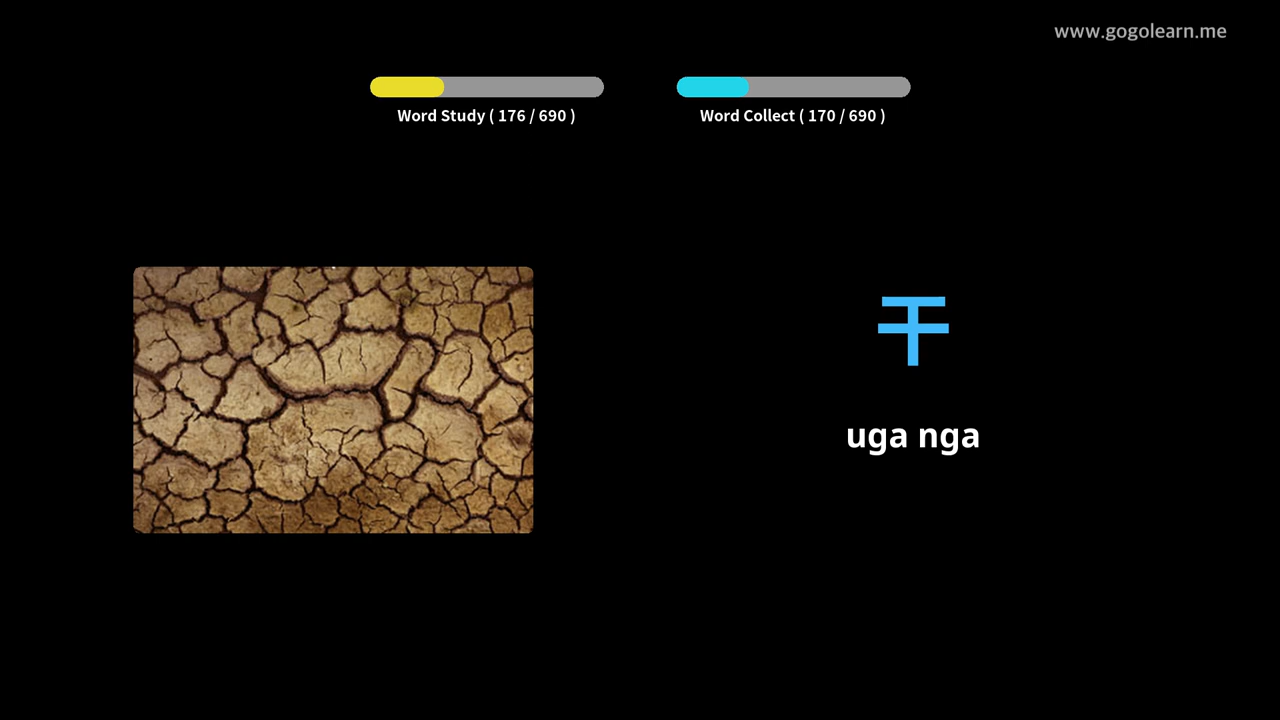 www.gogolearn.me
Word Study ( 176 / 690 )
Word Collect ( 170 / 690 )
干
uga nga